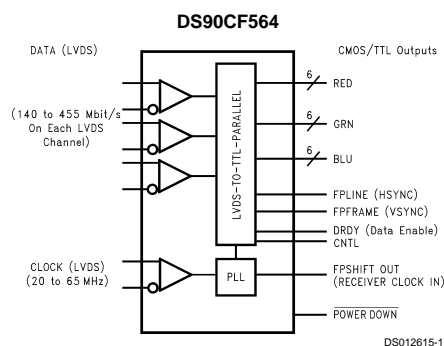 DS90CF564
DATA (LVDS)
CMOS/TTL Outputs
(140 to 455 Mbit/s
On Each LVDS
Channel)
LVDS-TO-TTL-PARALLEL
6
RED
6
GRN
6
BLU
FPLINE (HSYNC)
FPFRAME (VSYNC)
DRDY (Data Enable)
CNTL
CLOCK (LVDS)
(20 to 65 MHz)
PLL
FPSHIFT OUT
(RECEIVER CLOCK IN)
POWER DOWN
DS012615-1